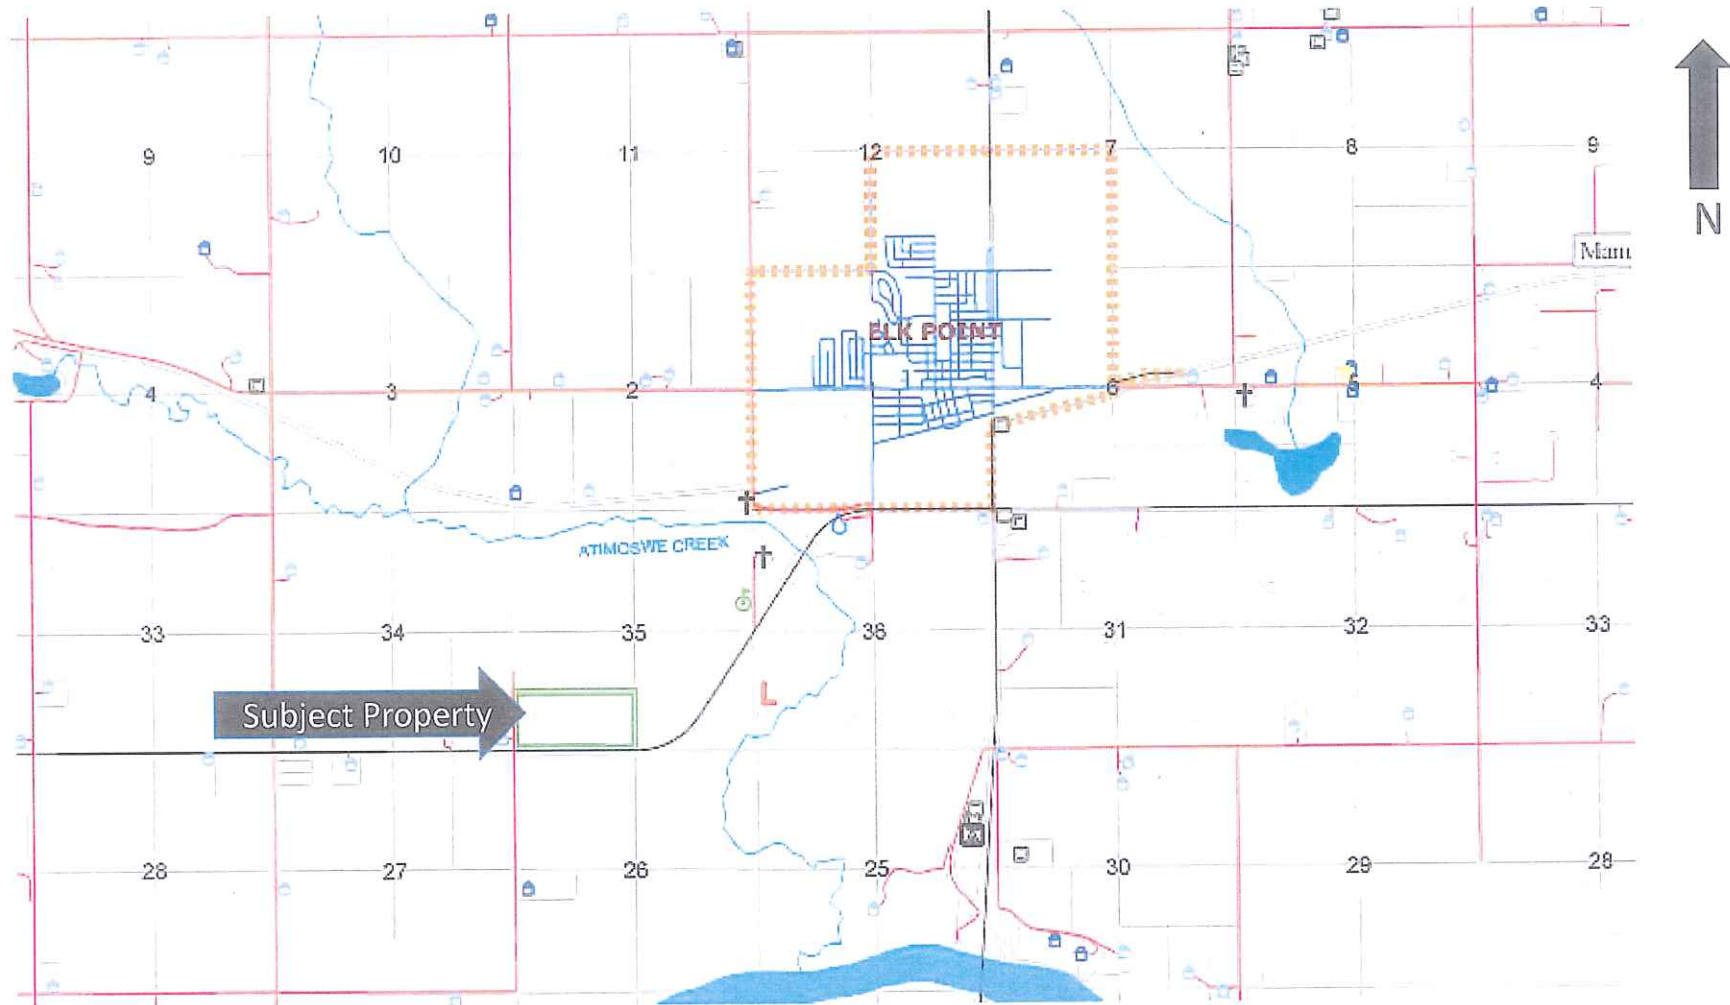 9 10 11 12 7 8 9
N
ELK POINT
4 3 2 6 4
ATIMOSWE CREEK
33 34 35 36 31 32 33
Subject Property
L
28 27 26 25 30 29 28